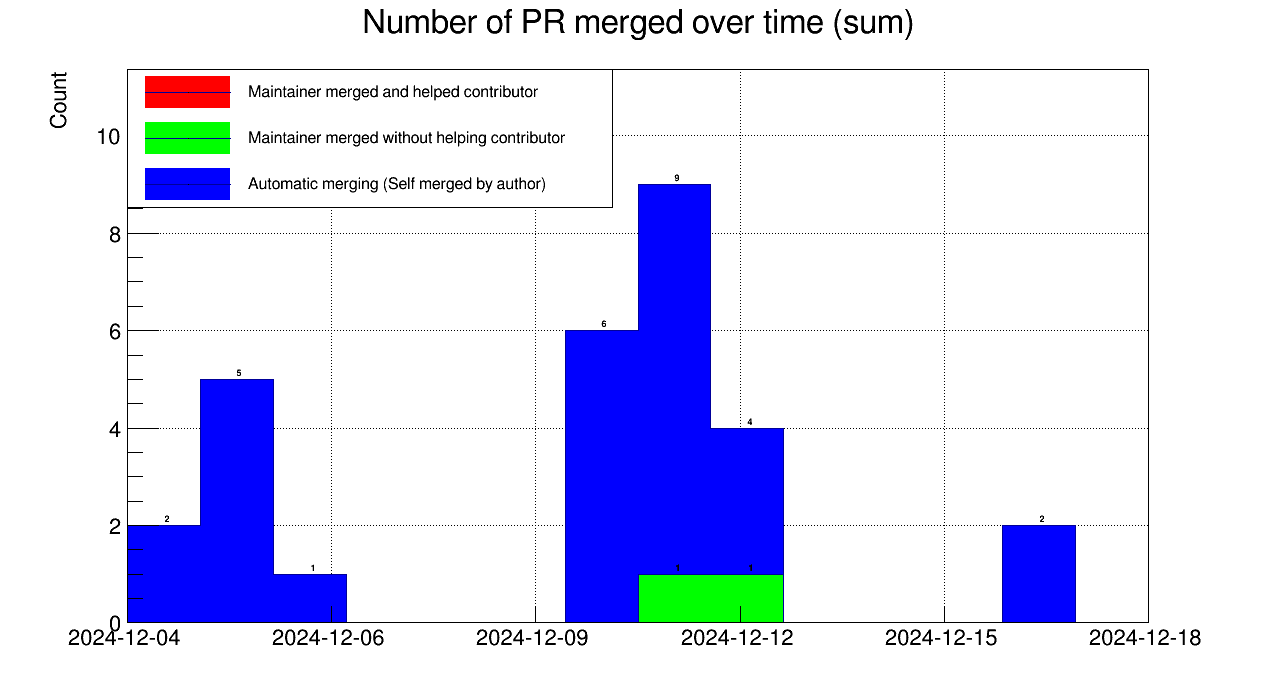 Number of PR merged over time (sum)
Count
Maintainer merged and helped contributor
Maintainer merged without helping contributor
Automatic merging (Self merged by author)
10
9
8
6
6
5
4
4
2
2
2
1
1
1
0
2024-12-04 2024-12-06 2024-12-09 2024-12-12 2024-12-15 2024-12-18